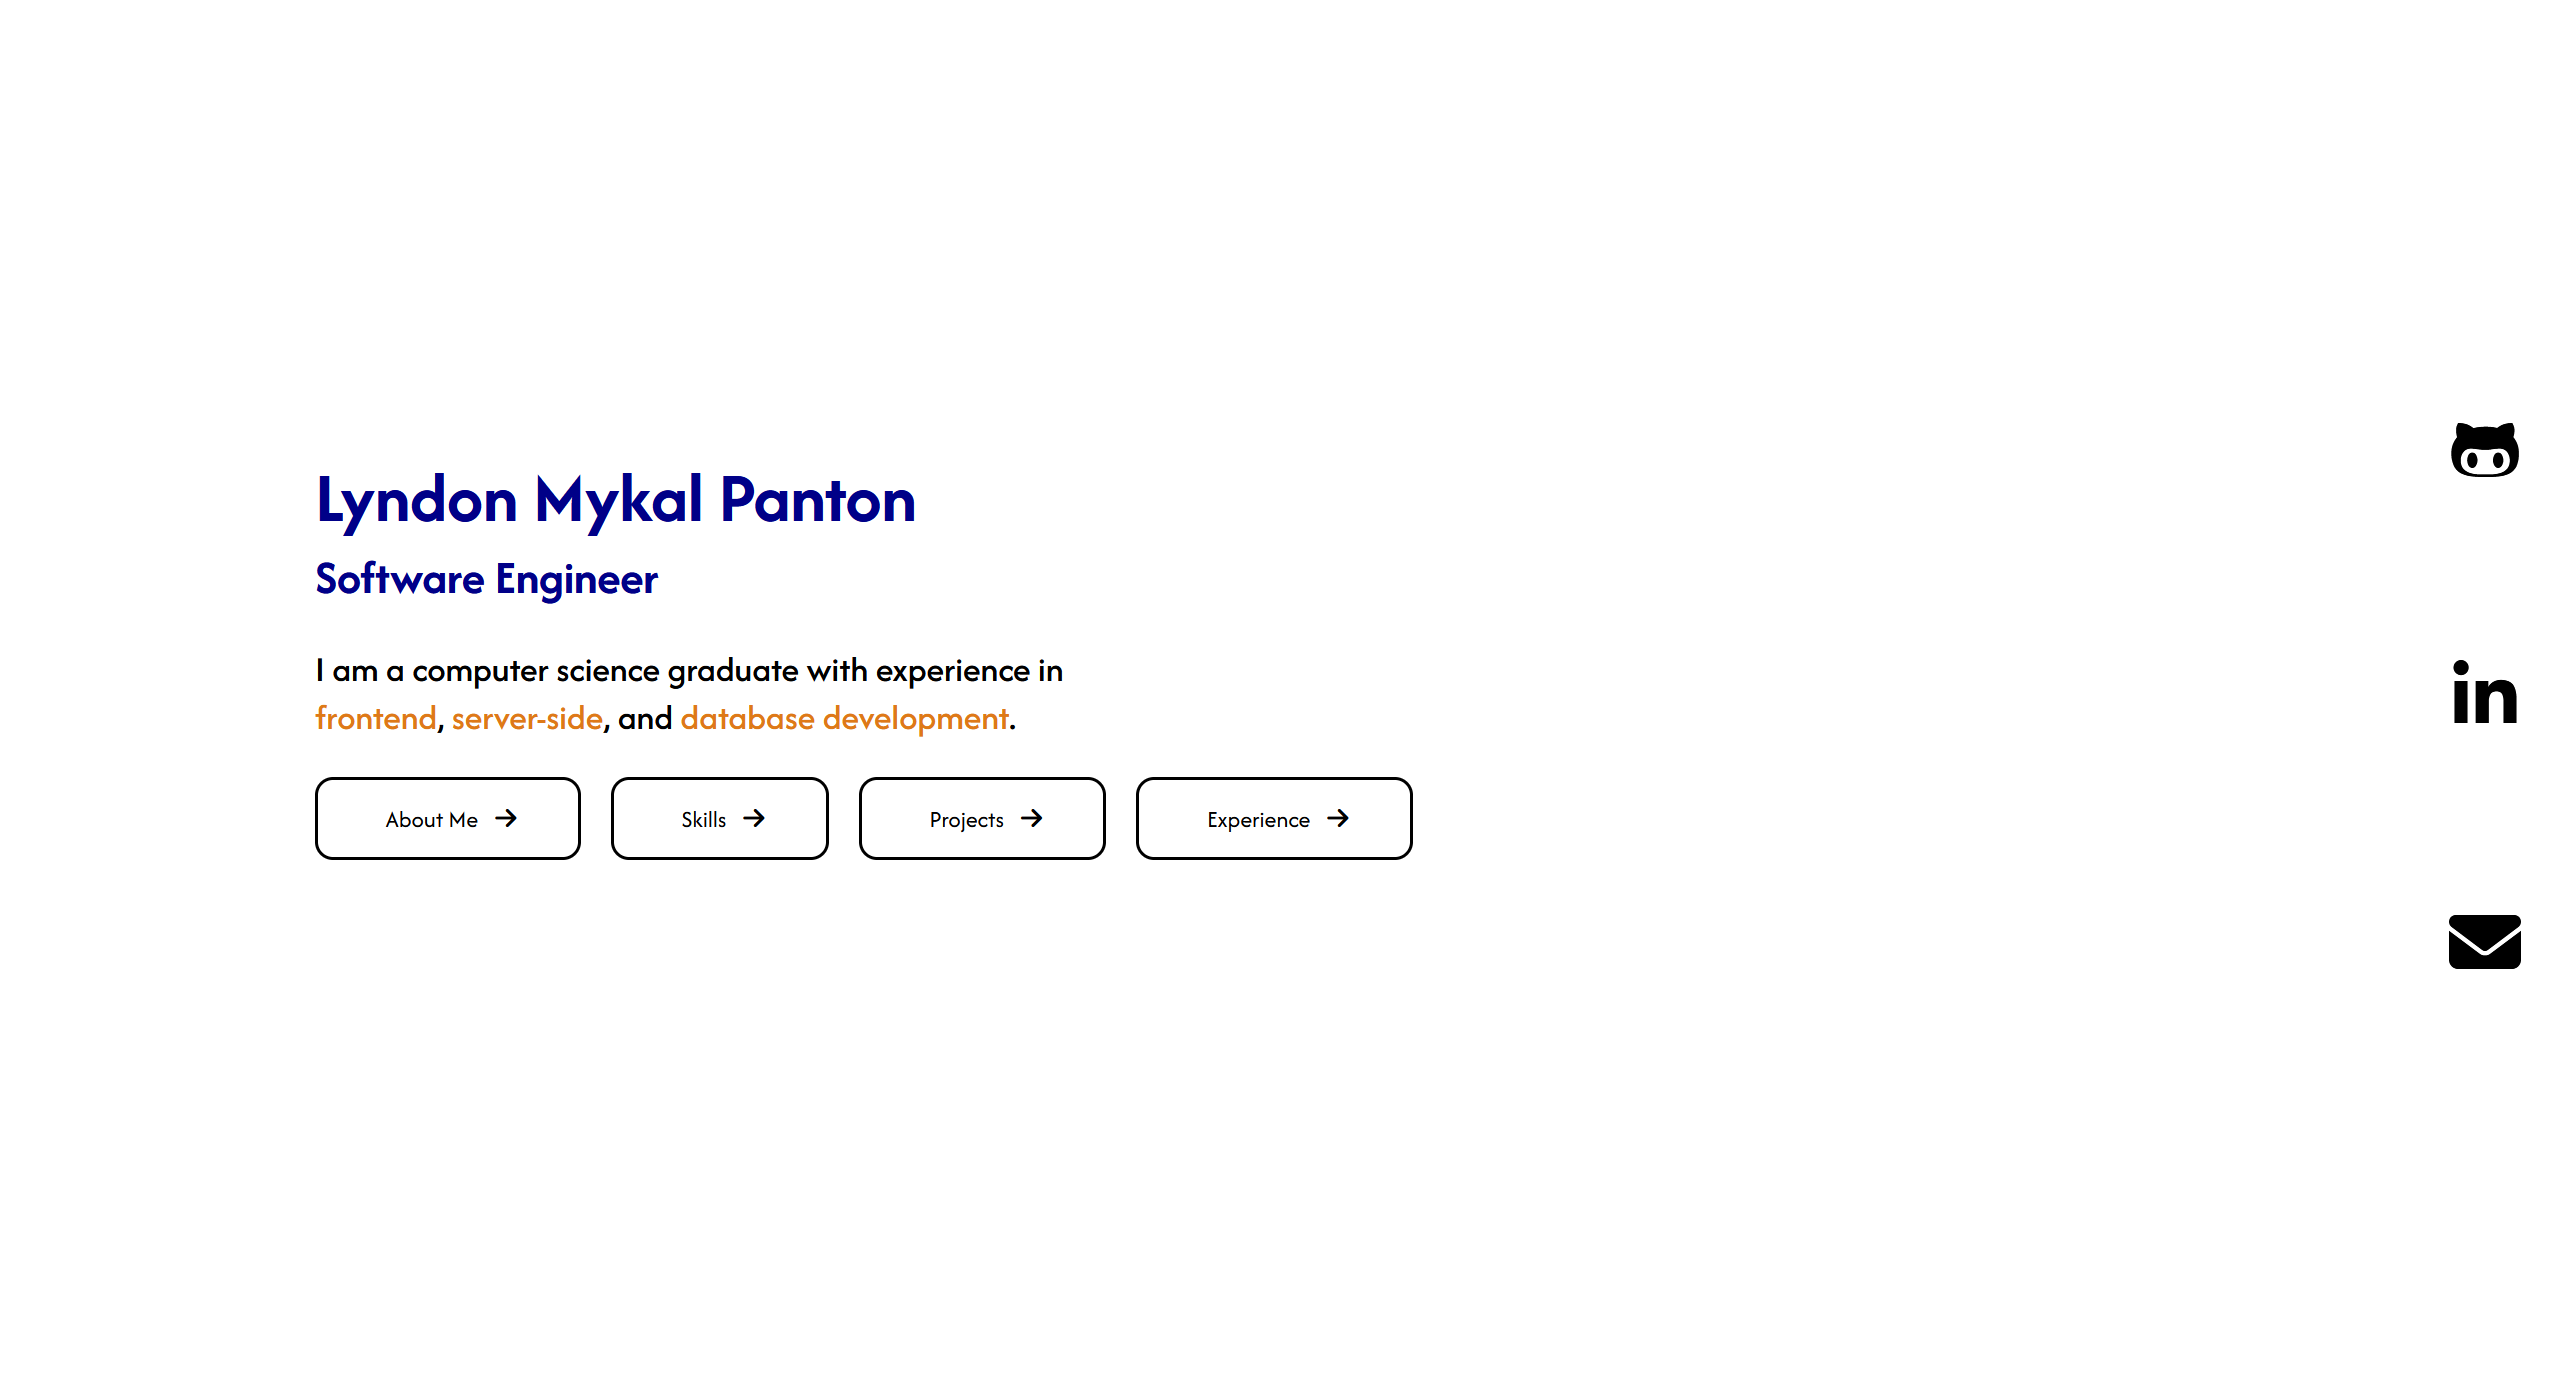 Lyndon Mykal Panton
Software Engineer
I am a computer science graduate with experience in
frontend, server-side, and database development.
About Me
Skills
Projects
Experience
in